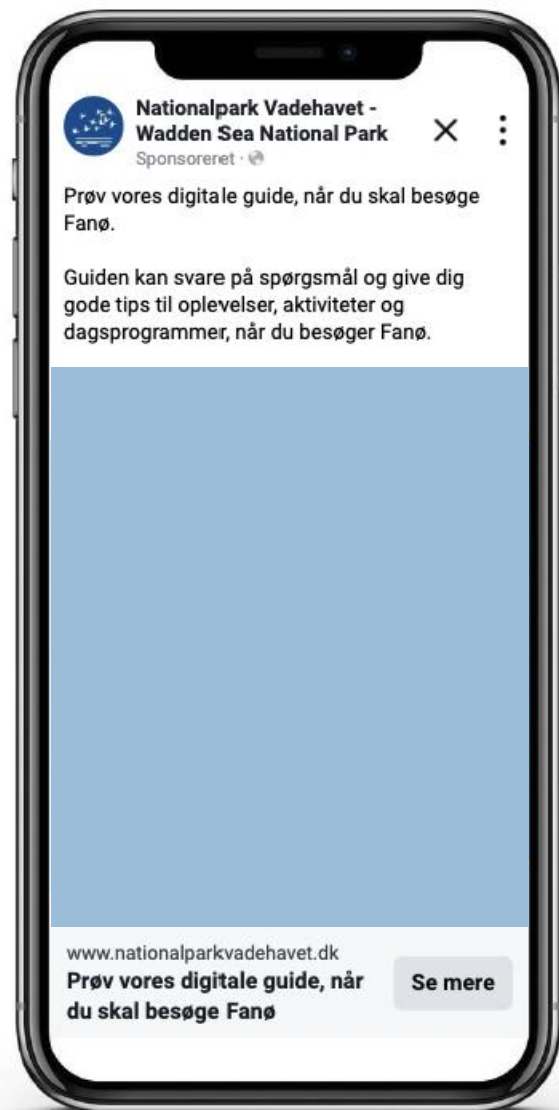 Nationalpark Vadehavet -
Wadden Sea National Park
Sponsoreret ·
Prøv vores digitale guide, når du skal besøge
Fanø.
Guiden kan svare på spørgsmål og give dig
gode tips til oplevelser, aktiviteter og
dagsprogrammer, når du besøger Fanø.
www.nationalparkvadehavet.dk
Prøv vores digitale guide, når
du skal besøge Fanø
Se mere